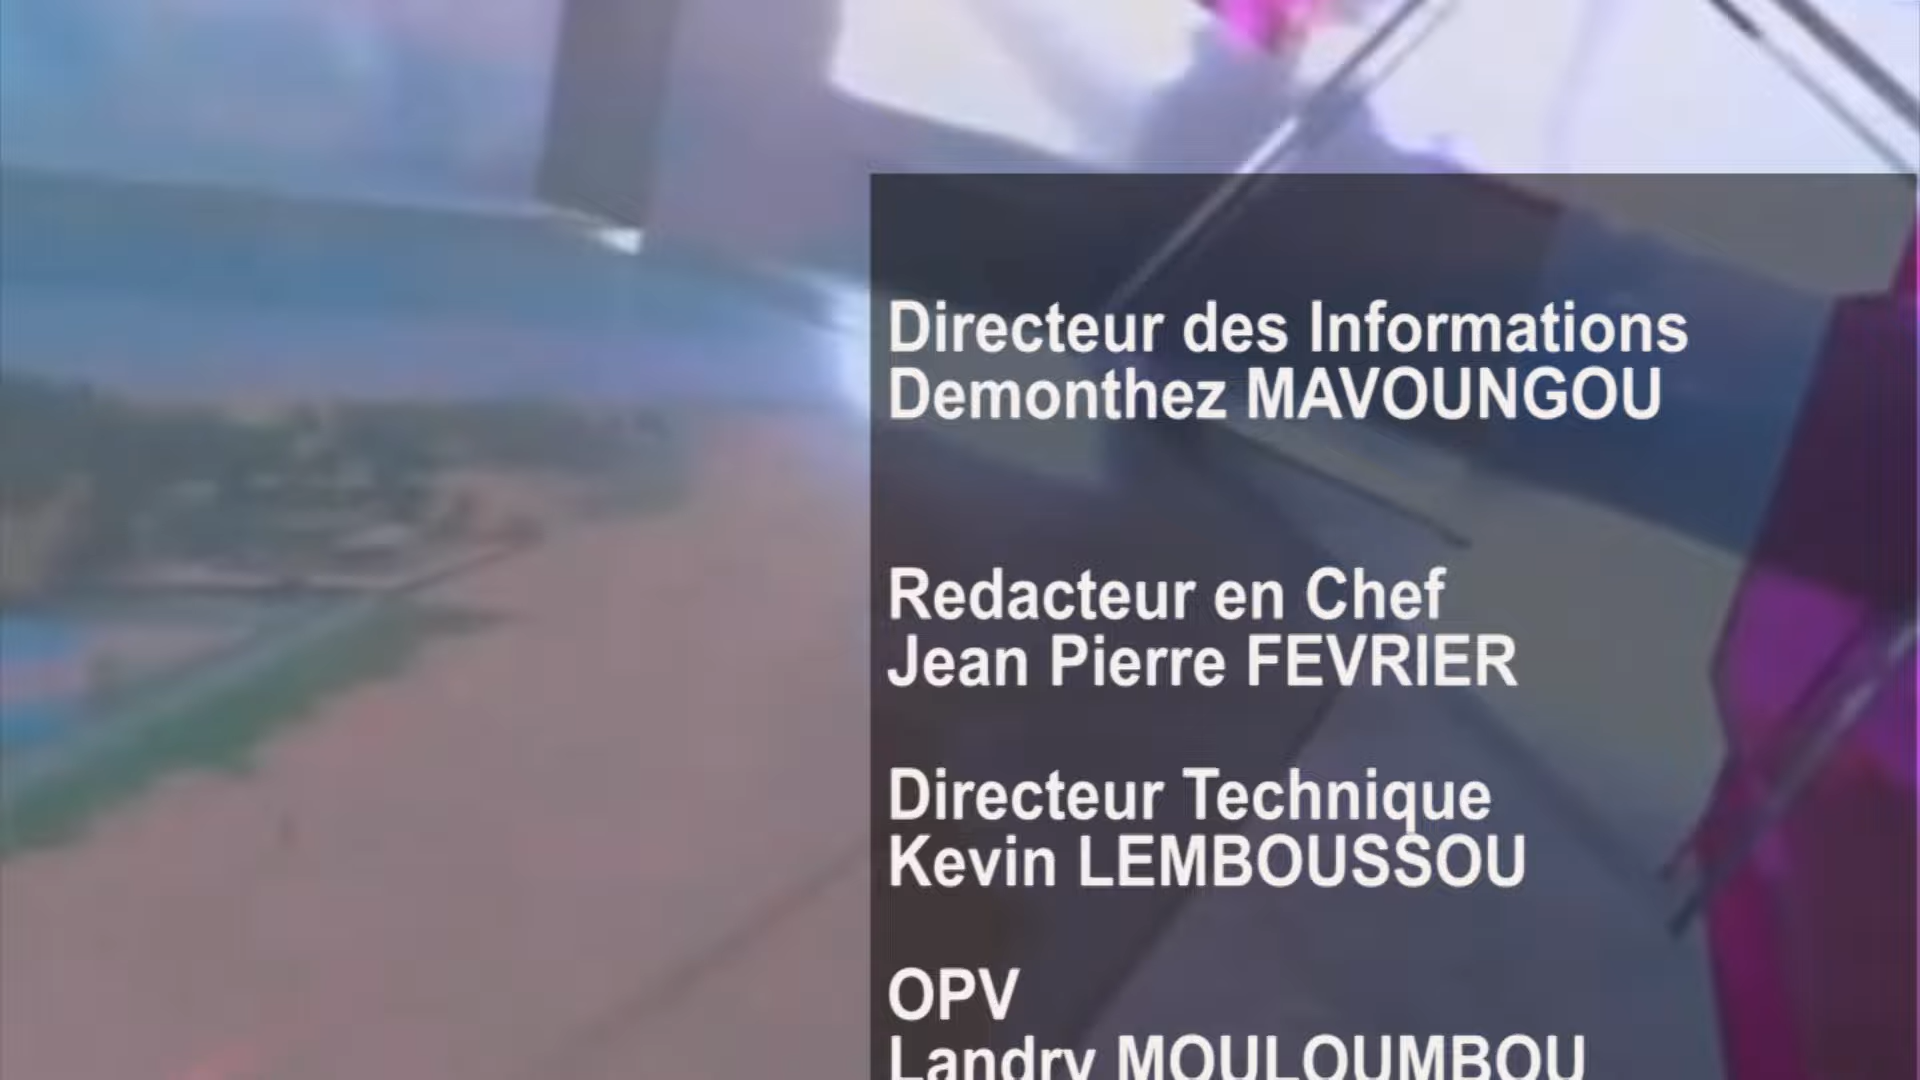 Directeur des Informations
Demonthez MAVOUNGOU
Redacteur en Chef
Jean Pierre FEVRIER
Directeur Technique
Kevin LEMBOUSSOU
OPV
Landry MOULOUMBOU